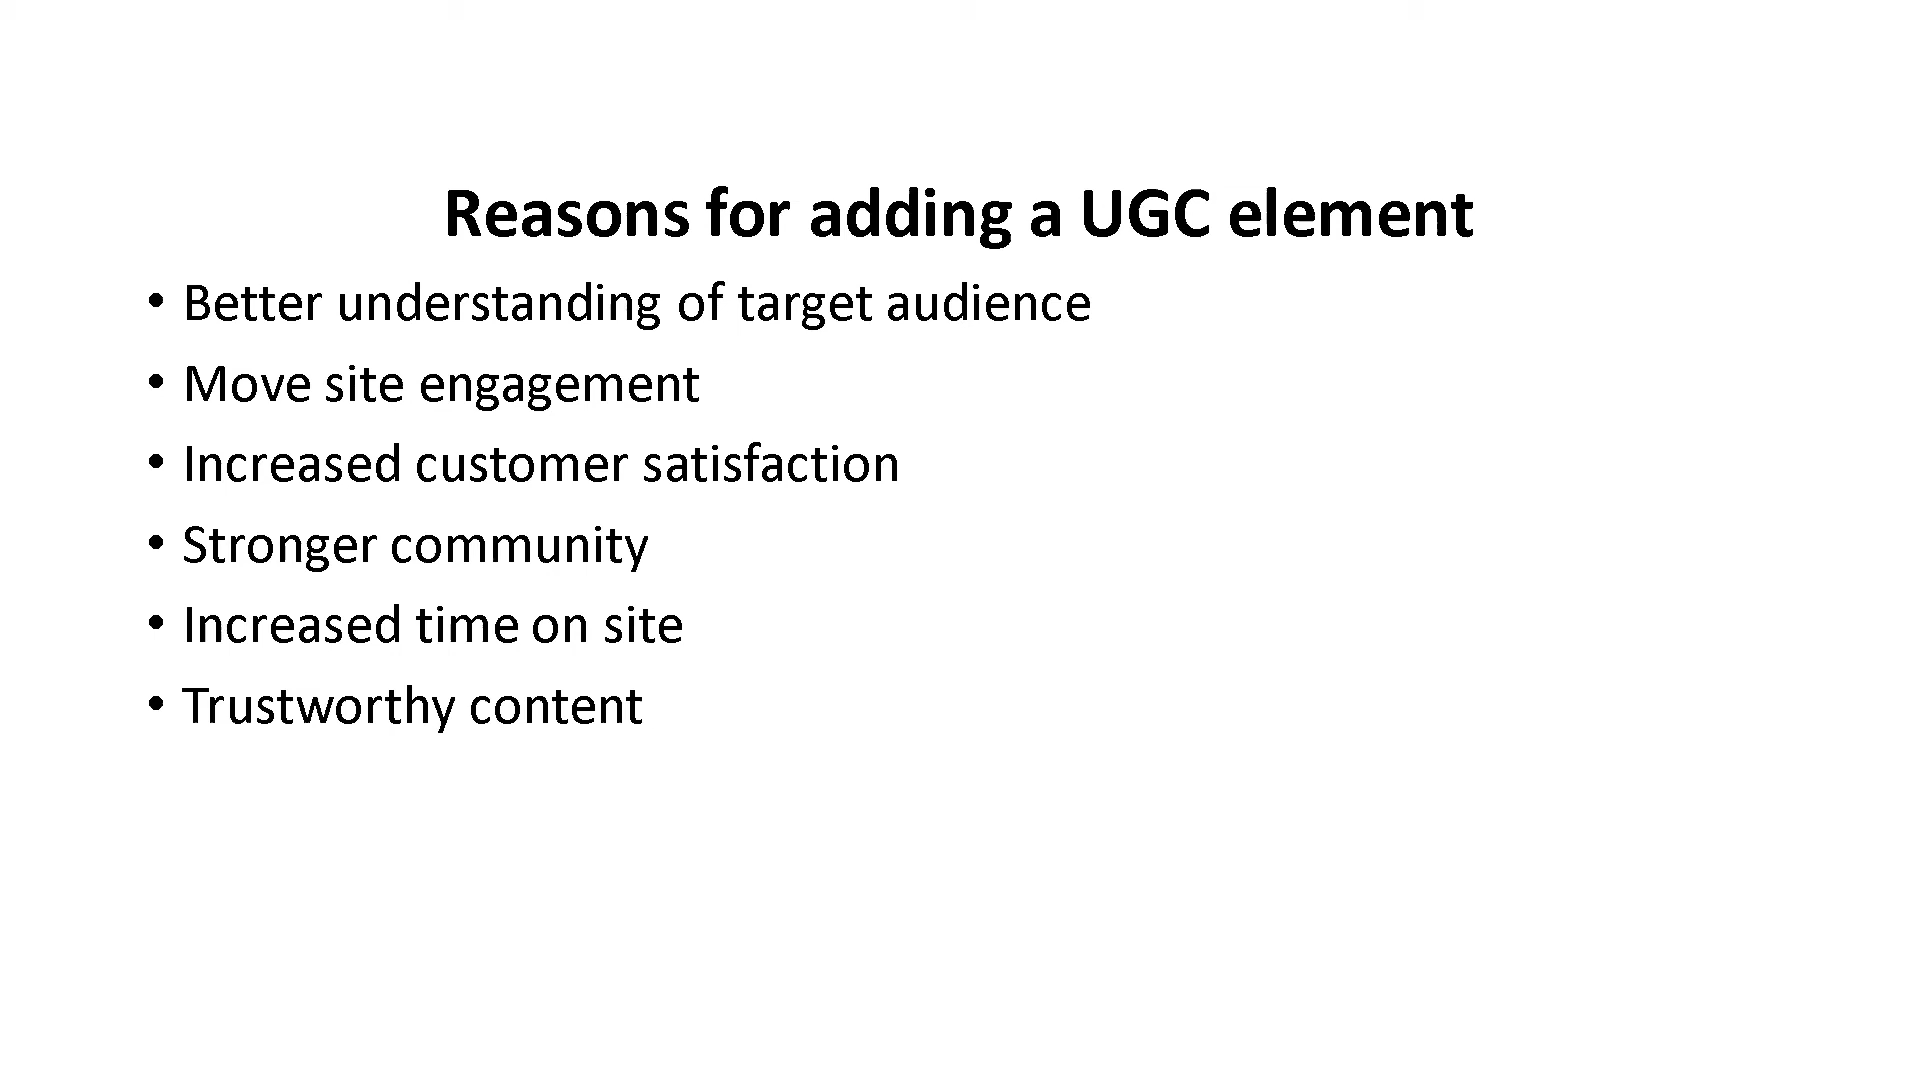 Reasons for adding a UGC element
• Better understanding of target audience
• Move site engagement
• Increased customer satisfaction
• Stronger community
• Increased time on site
• Trustworthy content